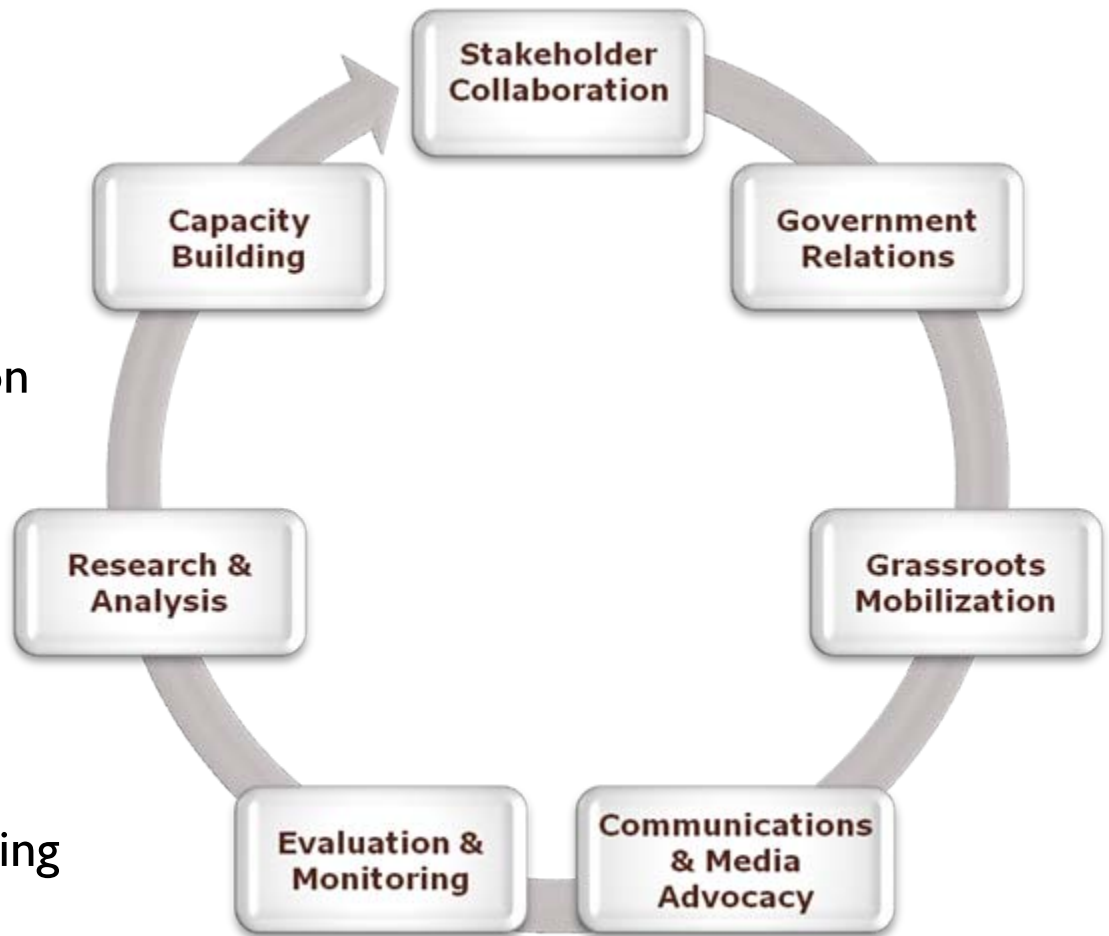 Stakeholder
Collaboration
Government
Relations
Grassroots
Mobilization
Communications
& Media
Advocacy
Evaluation &
Monitoring
Research &
Analysis
Capacity
Building
on
ing